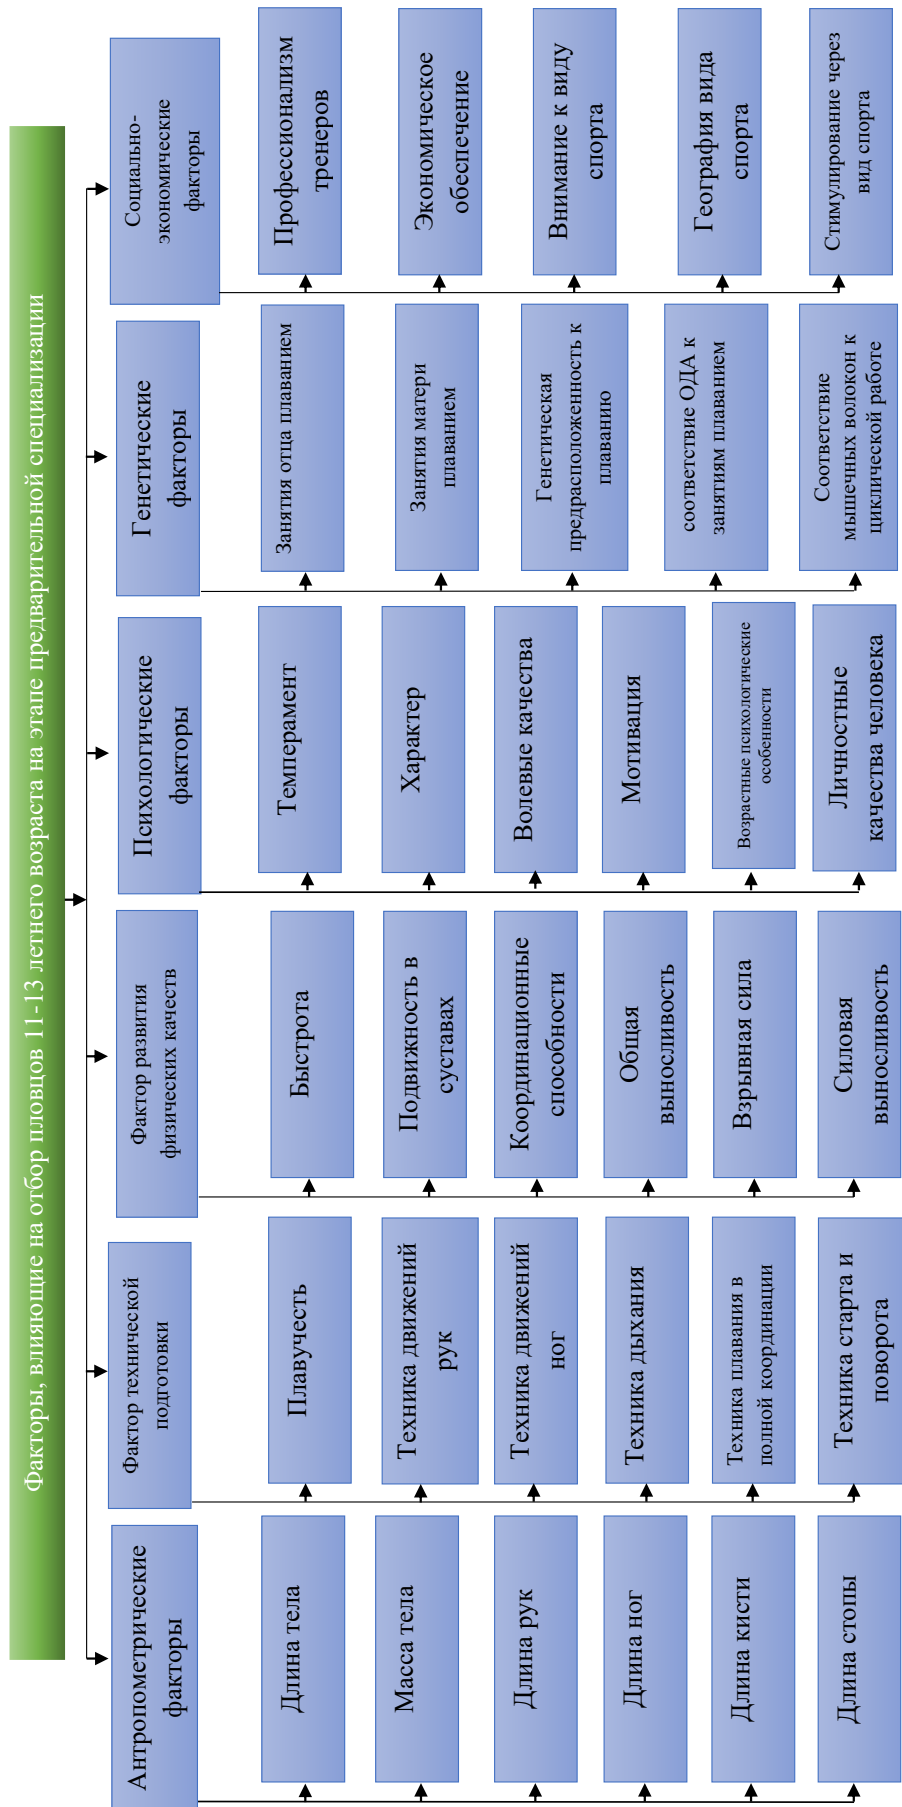 Факторы, влияющие на отбор пловцов 11-13 летнего возраста на этапе предварительной специализации
Антропометрические
факторы
Длина тела
Масса тела
Длина рук
Длина ног
Длина кисти
Длина стопы
Фактор технической
подготовки
Плавучесть
Техника движений
рук
Техника движений
ног
Техника дыхания
Техника плавания в
полной координации
Техника старта и
поворота
Фактор развития
физических качеств
Быстрота
Подвижность в
суставах
Координационные
способности
Общая
выносливость
Взрывная сила
Силовая
выносливость
Психологические
факторы
Темперамент
Характер
Волевые качества
Мотивация
Возрастные психологические
особенности
Личностные
качества человека
Генетические
факторы
Занятия отца плаванием
Занятия матери
плаванием
Генетическая
предрасположенность к
плаванию
соответствие ОДА к
занятиям плаванием
Соответствие
мышечных волокон к
циклической работе
Социально-
экономические
факторы
Профессионализм
тренеров
Экономическое
обеспечение
Внимание к виду
спорта
География вида
спорта
Стимулирование через
вид спорта